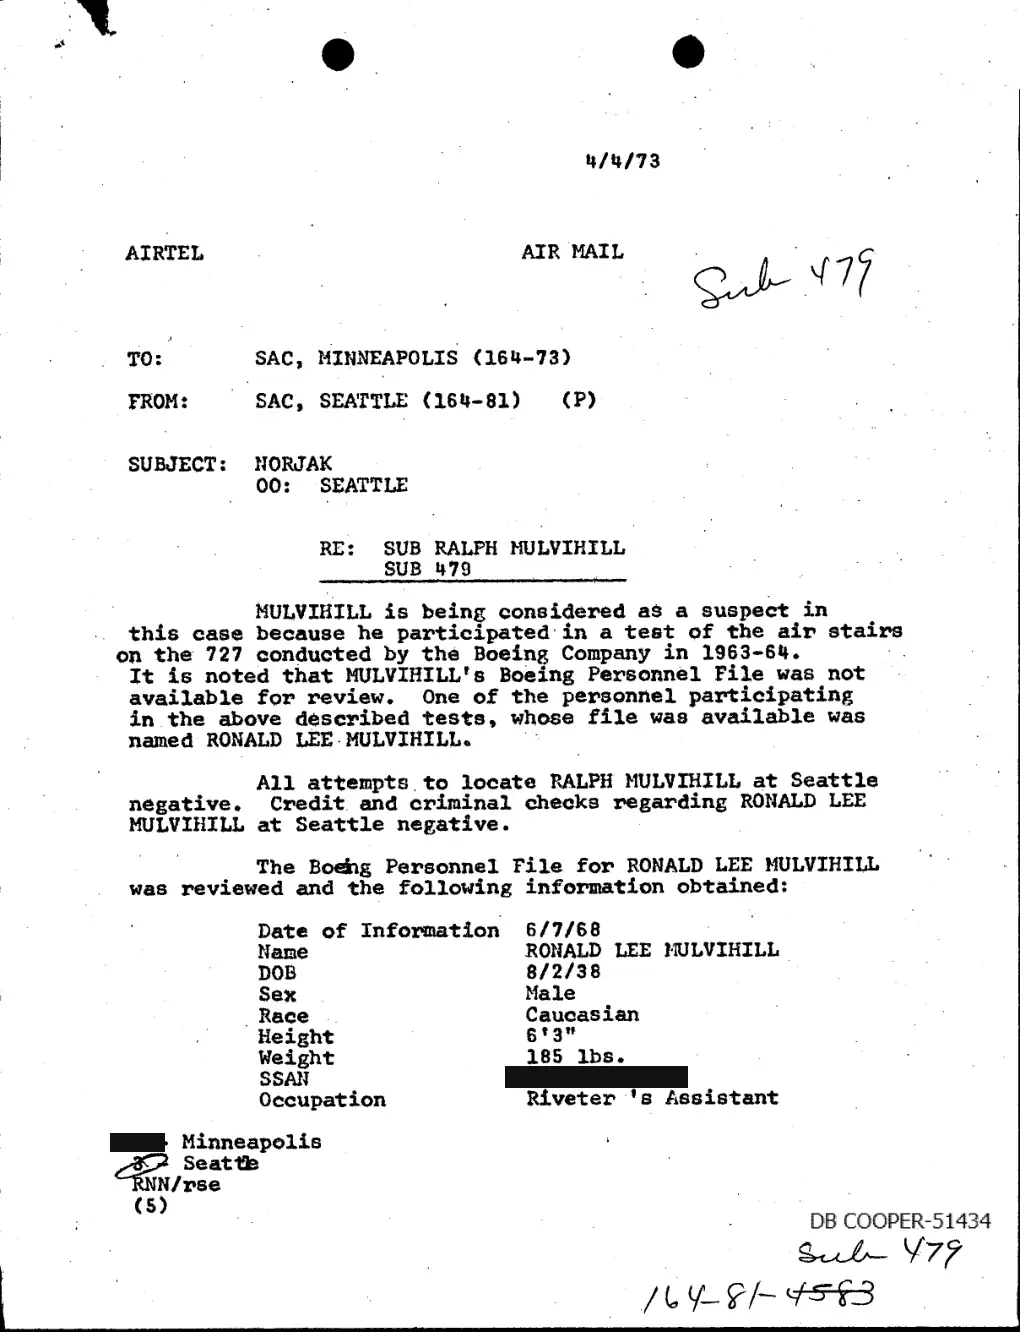 4/4/73
AIRTEL AIR MAIL
Sub 479
TO: SAC, MINNEAPOLIS (164-73)
FROM: SAC, SEATTLE (164-81) (P)
SUBJECT: NORJAK
OO: SEATTLE
RE: SUB RALPH MULVIHILL
SUB 479
MULVIHILL is being considered as a suspect in
this case because he participated in a test of the air stairs
on the 727 conducted by the Boeing Company in 1963-64.
It is noted that MULVIHILL's Boeing Personnel File was not
available for review. One of the personnel participating
in the above described tests, whose file was available was
named RONALD LEE MULVIHILL.
All attempts to locate RALPH MULVIHILL at Seattle
negative. Credit and criminal checks regarding RONALD LEE
MULVIHILL at Seattle negative.
The Boeing Personnel File for RONALD LEE MULVIHILL
was reviewed and the following information obtained:
Date of Information 6/7/68
Name RONALD LEE MULVIHILL
DOB 8/2/38
Sex Male
Race Caucasian
Height 6'3"
Weight 185 lbs.
SSAN
Occupation Riveter 's Assistant
Minneapolis
Seattle
RNN/rse
(5)
DB COOPER-51434
Sub 479
164-81-4583